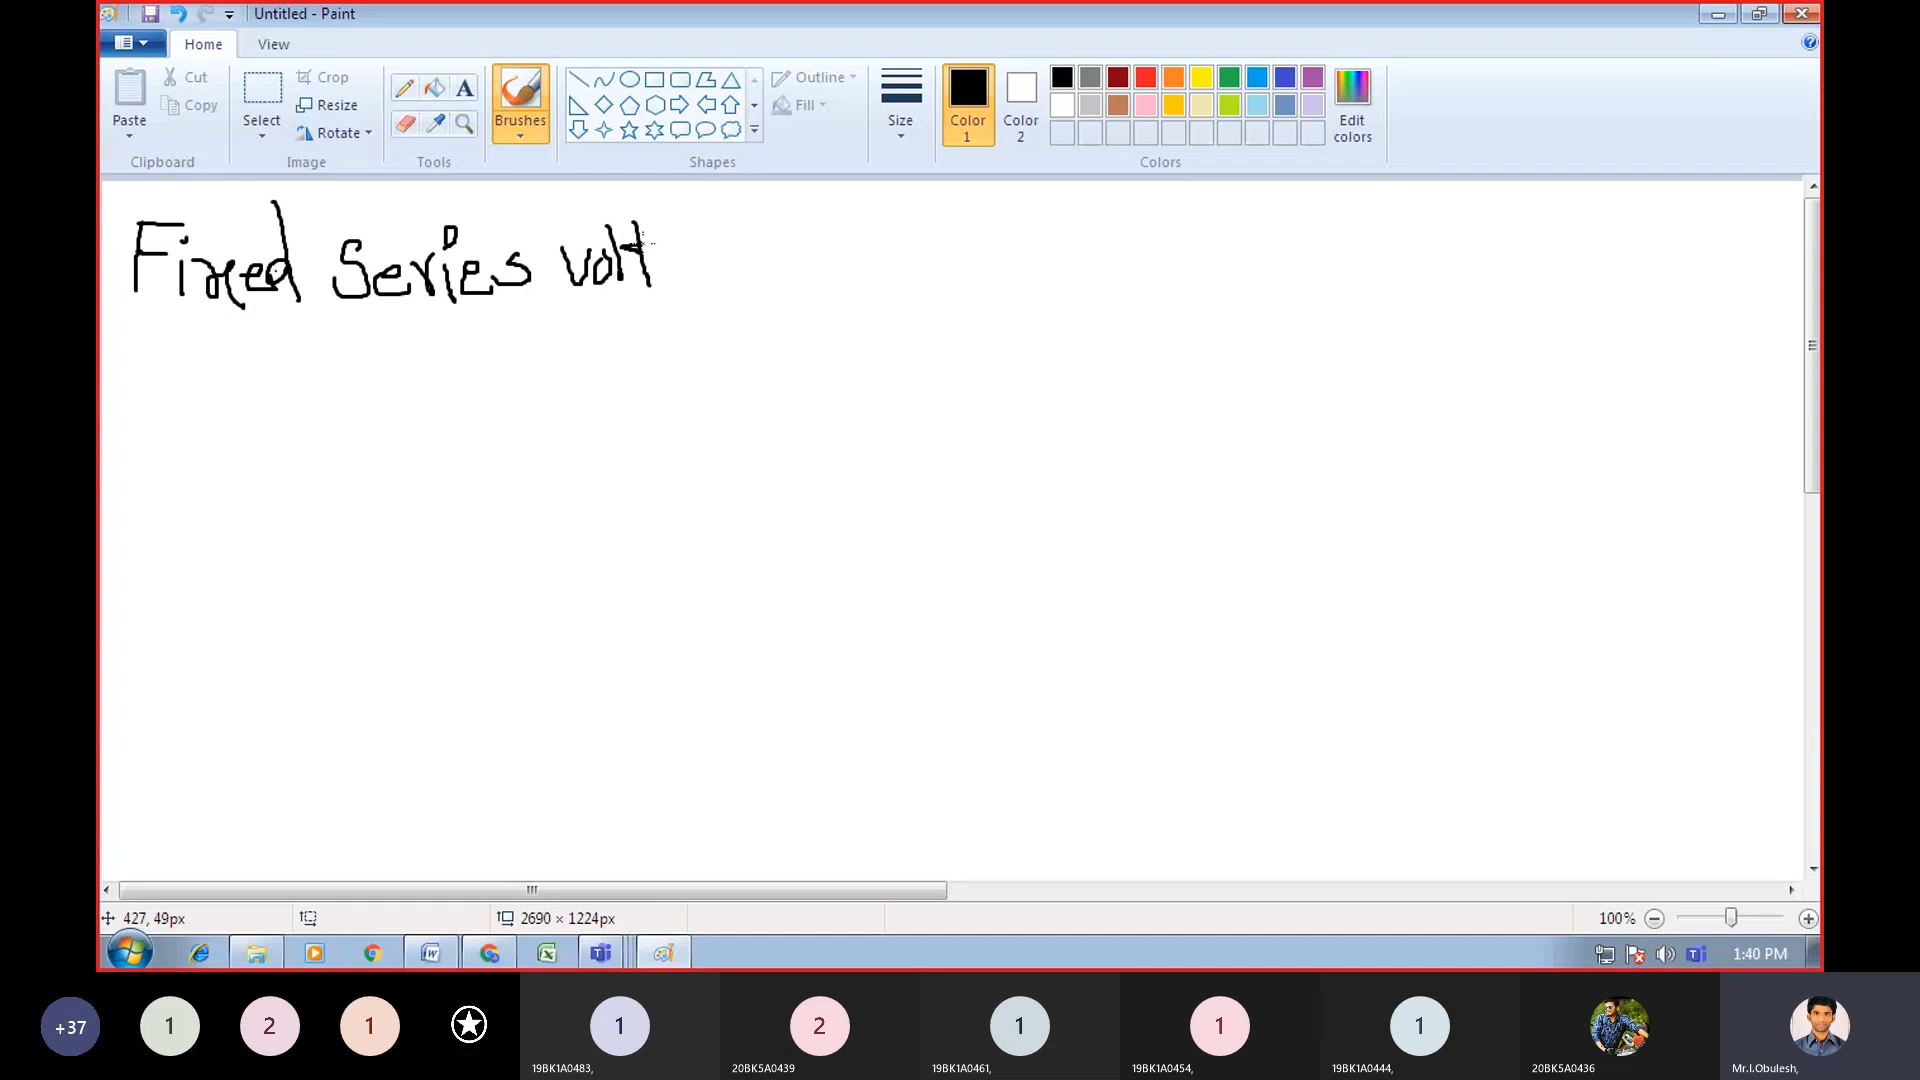 Untitled - Paint
Home View
Paste
Cut
Copy
Clipboard
Select
Crop
Resize
Rotate
Image
Tools
Brushes
Outline
Fill
Shapes
Size
Color 1
Color 2
Edit colors
Colors
Fixed Series volt
427, 49px
2690 × 1224px
100%
1:40 PM
+37
1
2
1
1
2
1
1
1
19BK1A0483,
20BK5A0439
19BK1A0461,
19BK1A0454,
19BK1A0444,
20BK5A0436
Mr.I.Obulesh,